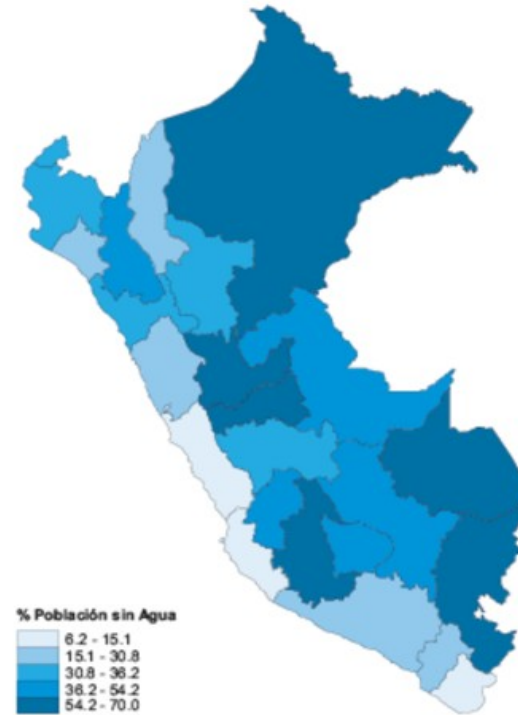 % Población sin Agua
6.2 - 15.1
15.1 - 30.8
30.8 - 36.2
36.2 - 54.2
54.2 - 70.0